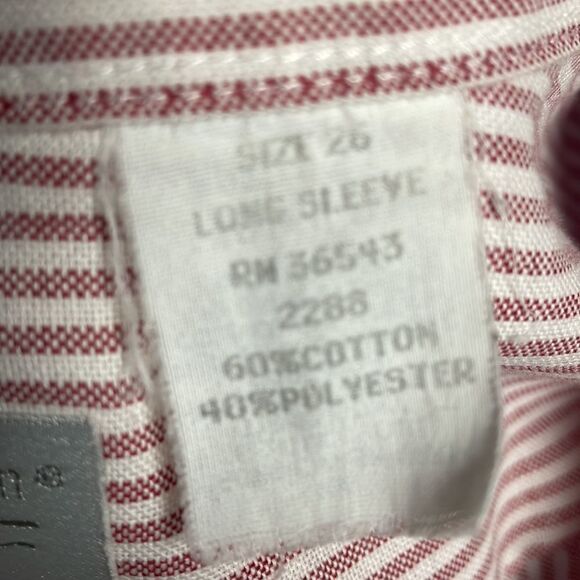 SIZE 26
LONG SLEEVE
RN 36543
2288
60%COTTON
40%POLYESTER
n®